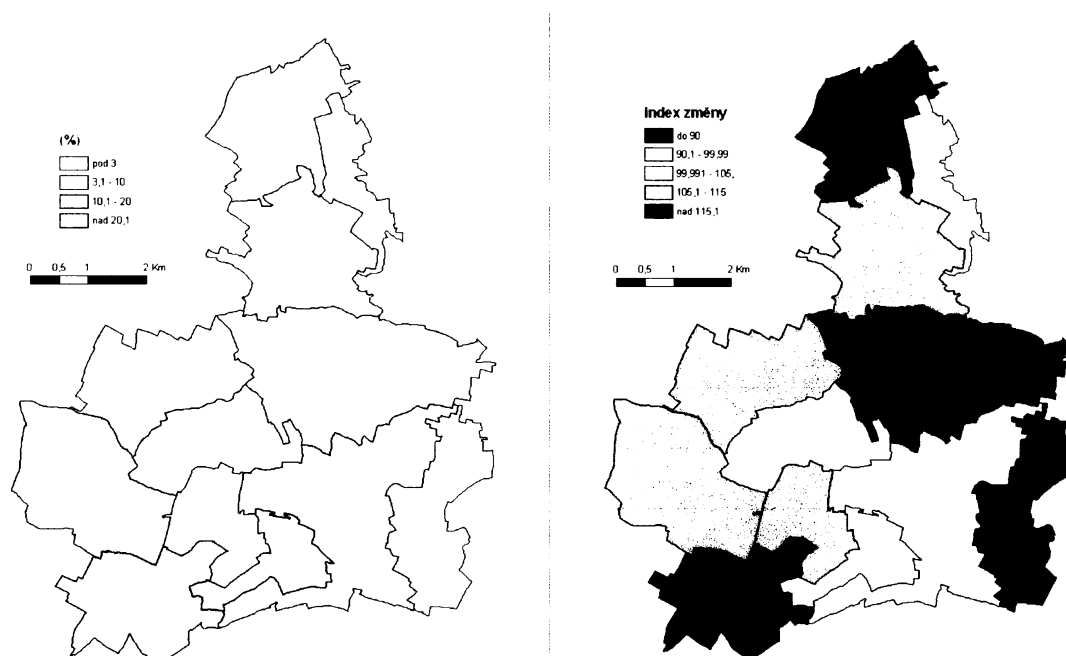 (%)
pod 3
3,1 - 10
10,1 - 20
nad 20,1
0 0,5 1 2 Km
Index změny
do 90
90,1 - 99,99
99,991 - 105,
105,1 - 115
nad 115,1
0 0,5 1 2 Km